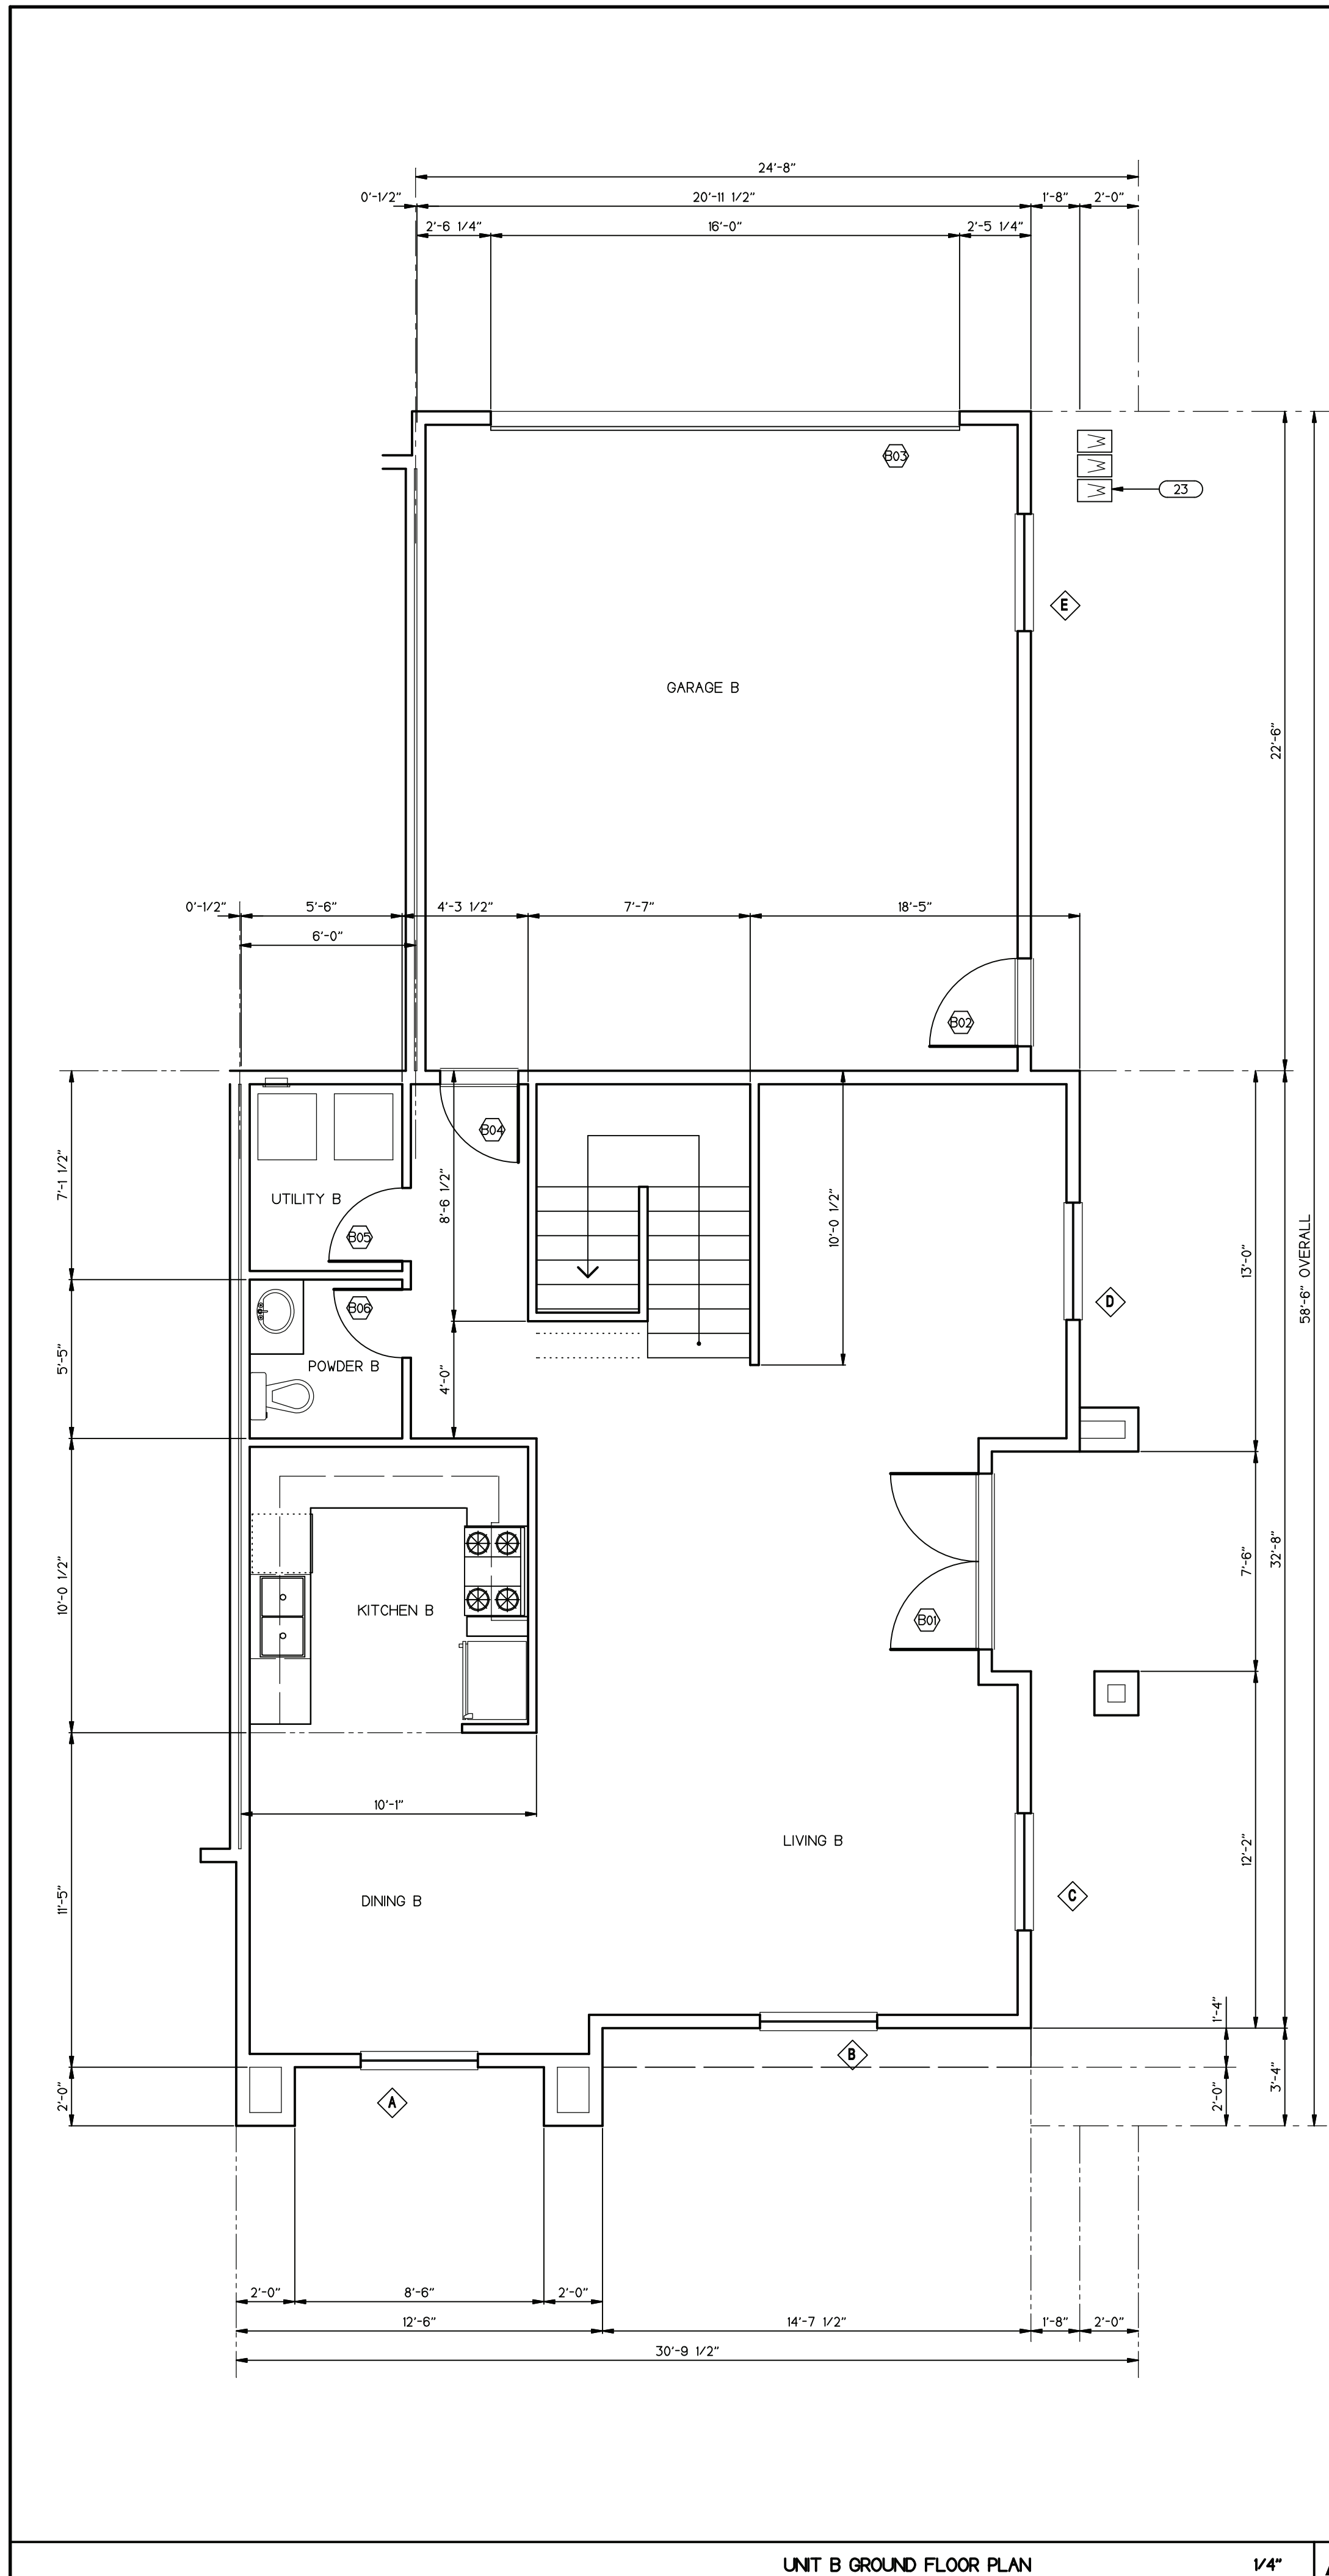 24'-8"
0'-1/2"
20'-11 1/2"
1'-8"
2'-0"
2'-6 1/4"
16'-0"
2'-5 1/4"
B03
23
E
GARAGE B
22'-6"
0'-1/2"
5'-6"
4'-3 1/2"
7'-7"
18'-5"
6'-0"
B02
B04
7'-1 1/2"
UTILITY B
8'-6 1/2"
10'-0 1/2"
B05
13'-0"
58'-6" OVERALL
D
B06
5'-5"
POWDER B
4'-0"
10'-0 1/2"
KITCHEN B
B01
7'-6"
32'-8"
10'-1"
LIVING B
12'-2"
11'-5"
DINING B
C
1'-4"
B
3'-4"
2'-0"
A
2'-0"
2'-0"
8'-6"
2'-0"
12'-6"
14'-7 1/2"
1'-8"
2'-0"
30'-9 1/2"
UNIT B GROUND FLOOR PLAN
1/4"